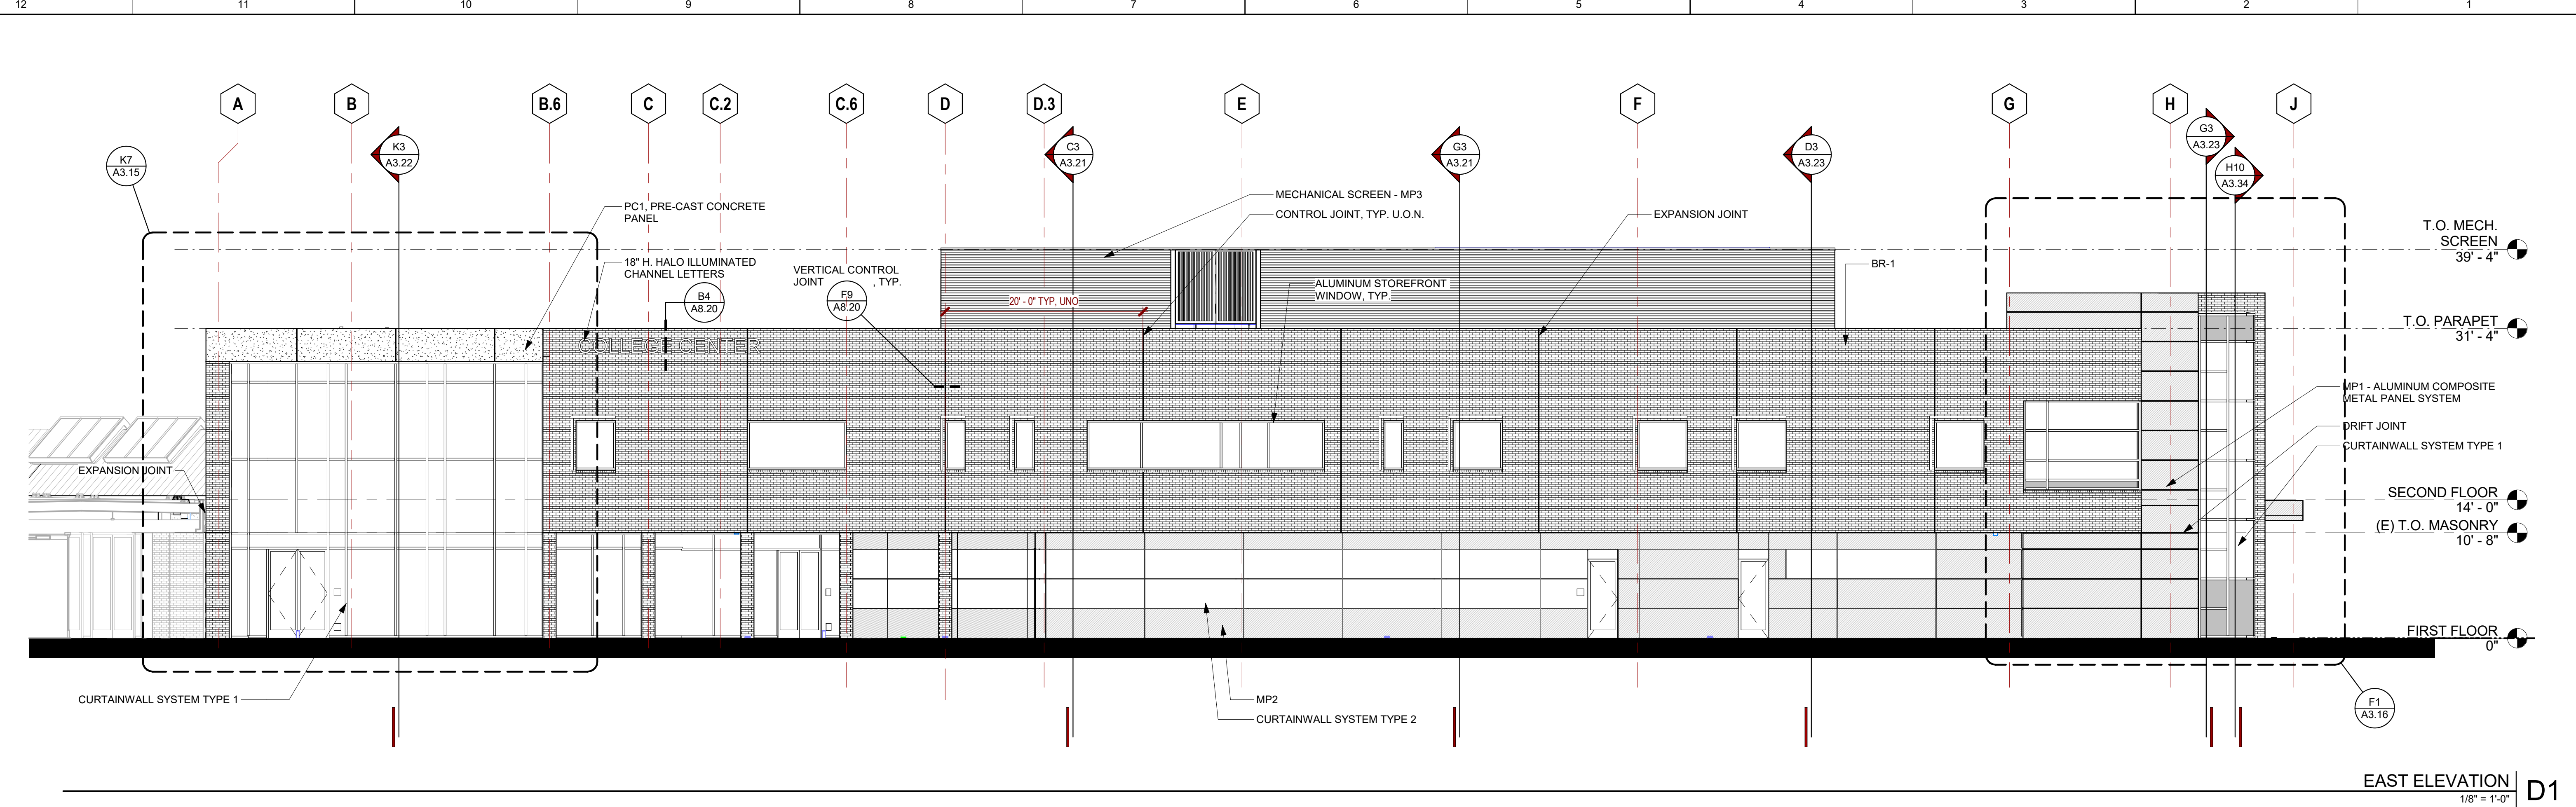 12 11 10 9 8 7 6 5 4 3 2 1
A B B.6 C C.2 C.6 D D.3 E F G H J
K7
A3.15
K3
A3.22
C3
A3.21
G3
A3.21
D3
A3.23
G3
A3.23
H10
A3.34
PC1, PRE-CAST CONCRETE
PANEL
18" H. HALO ILLUMINATED
CHANNEL LETTERS
B4
A8.20
VERTICAL CONTROL
JOINT , TYP.
F9
A8.20
MECHANICAL SCREEN - MP3
CONTROL JOINT, TYP. U.O.N.
20' - 0" TYP, UNO
ALUMINUM STOREFRONT
WINDOW, TYP.
EXPANSION JOINT
BR-1
COLLEGE CENTER
T.O. MECH.
SCREEN
39' - 4"
T.O. PARAPET
31' - 4"
MP1 - ALUMINUM COMPOSITE
METAL PANEL SYSTEM
DRIFT JOINT
CURTAINWALL SYSTEM TYPE 1
EXPANSION JOINT
SECOND FLOOR
14' - 0"
(E) T.O. MASONRY
10' - 8"
FIRST FLOOR
0"
CURTAINWALL SYSTEM TYPE 1
MP2
CURTAINWALL SYSTEM TYPE 2
F1
A3.16
EAST ELEVATION
1/8" = 1'-0"
D1